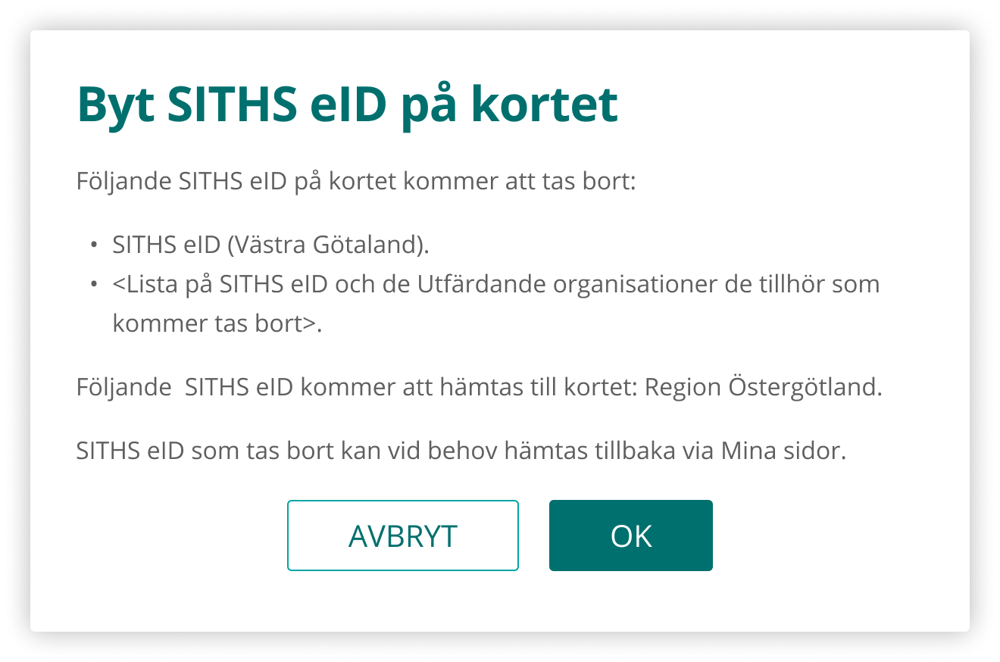 Byt SITHS eID på kortet
Följande SITHS eID på kortet kommer att tas bort:
• SITHS eID (Västra Götaland).
• <Lista på SITHS eID och de Utfärdande organisationer de tillhör som
kommer tas bort>.
Följande  SITHS eID kommer att hämtas till kortet: Region Östergötland.
SITHS eID som tas bort kan vid behov hämtas tillbaka via Mina sidor.
AVBRYT
OK